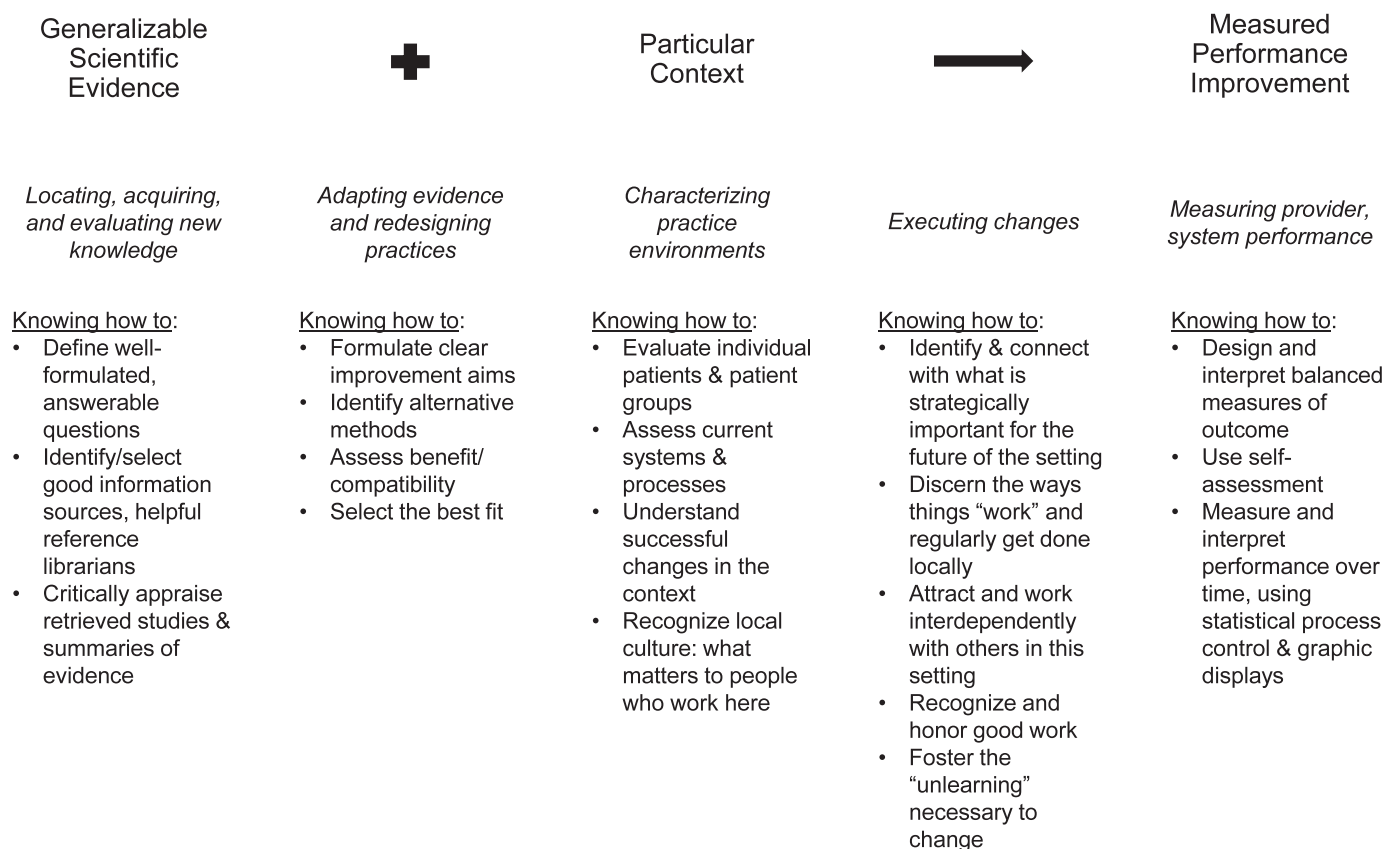 Generalizable
Scientific
Evidence
Particular
Context
Measured
Performance
Improvement
Locating, acquiring,
and evaluating new
knowledge
Adapting evidence
and redesigning
practices
Characterizing
practice
environments
Executing changes
Measuring provider,
system performance
Knowing how to:
• Define well-
formulated,
answerable
questions
• Identify/select
good information
sources, helpful
reference
librarians
• Critically appraise
retrieved studies &
summaries of
evidence
Knowing how to:
• Formulate clear
improvement aims
• Identify alternative
methods
• Assess benefit/
compatibility
• Select the best fit
Knowing how to:
• Evaluate individual
patients & patient
groups
• Assess current
systems &
processes
• Understand
successful
changes in the
context
• Recognize local
culture: what
matters to people
who work here
Knowing how to:
• Identify & connect
with what is
strategically
important for the
future of the setting
• Discern the ways
things “work” and
regularly get done
locally
• Attract and work
interdependently
with others in this
setting
• Recognize and
honor good work
• Foster the
“unlearning”
necessary to
change
Knowing how to:
• Design and
interpret balanced
measures of
outcome
• Use self-
assessment
• Measure and
interpret
performance over
time, using
statistical process
control & graphic
displays